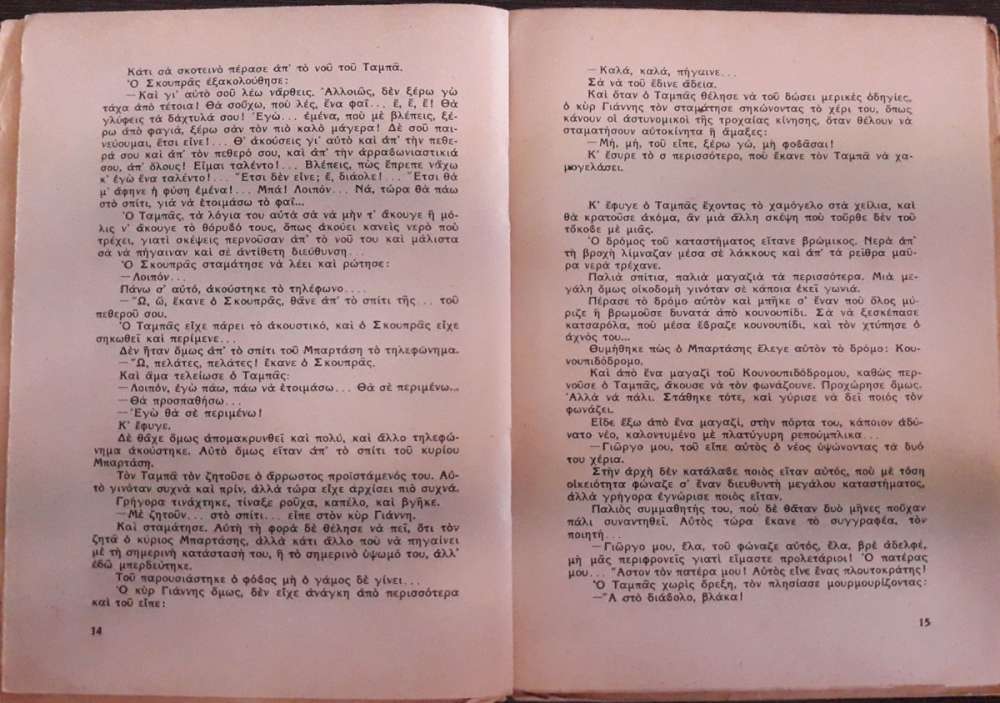 Κάτι σὰ σκοτεινὸ πέρασε ἀπ' τὸ νοῦ τοῦ Ταμπᾶ.
Ὁ Σκουπρᾶς ἐξακολούθησε:
—Καὶ γι' αὐτὸ σοῦ λέω νἄρθεις. Ἀλλοιῶς, δὲν ξέρω γὼ
τάχα ἀπὸ τέτοια! Θὰ σοὔχω, ποὺ λές, ἕνα φαΐ... ἔ, ἔ, ἔ! Θὰ
γλύφεις τὰ δάχτυλά σου! Ἐγὼ... ἐμένα, ποὺ μὲ βλέπεις, ξέ-
ρω ἀπὸ φαγιά, ξέρω σὰν τὸν πιὸ καλὸ μάγερα! Δὲ σοῦ παι-
νεύουμαι, ἔτσι εἶνε!... Θ' ἀκούσεις γι' αὐτὸ καὶ ἀπ' τὴν πεθε-
ρά σου καὶ ἀπ' τὸν πεθερό σου, καὶ ἀπ' τὴν ἀρραβωνιαστικιά
σου, ἀπ' ὅλους! Εἶμαι ταλέντο!... Βλέπεις, πὼς ἔπρεπε νἄχω
κ' ἐγὼ ἕνα ταλέντο!... Ἔτσι δὲν εἶνε; ἔ, διάολε!... Ἔτσι θὰ
μ' ἄφηνε ἡ φύση ἐμένα!... Μπά! Λοιπόν... Νά, τώρα θὰ πάω
στὸ σπίτι, γιὰ νὰ ἑτοιμάσω τὸ φαΐ...
Ὁ Ταμπᾶς, τὰ λόγια του αὐτὰ σὰ νὰ μὴν τ' ἄκουγε ἢ μό-
λις ν' ἄκουγε τὸ θόρυβό τους, ὅπως ἀκούει κανεὶς νερὸ ποὺ
τρέχει, γιατὶ σκέψεις περνοῦσαν ἀπ' τὸ νοῦ του καὶ μάλιστα
σὰ νὰ πήγαιναν καὶ σὲ ἀντίθετη διεύθυνση...
Ὁ Σκουπρᾶς σταμάτησε νὰ λέει καὶ ρώτησε:
—Λοιπόν...
Πάνω σ' αὐτό, ἀκούστηκε τὸ τηλέφωνο....
—Ὢ, ὤ, ἔκανε ὁ Σκουπρᾶς, θἆνε ἀπ' τὸ σπίτι τῆς... τοῦ
πεθεροῦ σου.
Ὁ Ταμπᾶς εἶχε πάρει τὸ ἀκουστικό, καὶ ὁ Σκουπρᾶς εἶχε
σηκωθεῖ καὶ περίμενε...
Δὲν ἦταν ὅμως ἀπ' τὸ σπίτι τοῦ Μπαρτάση τὸ τηλεφώνημα.
—Ὢ, πελάτες, πελάτες! ἔκανε ὁ Σκουπρᾶς.
Καὶ ἅμα τελείωσε ὁ Ταμπᾶς:
—Λοιπόν, ἐγὼ πάω, πάω νὰ ἑτοιμάσω... Θὰ σὲ περιμένω...
—Θὰ προσπαθήσω...
—Ἐγὼ θὰ σὲ περιμένω!
Κ' ἔφυγε.
Δὲ θἆχε ὅμως ἀπομακρυνθεῖ καὶ πολύ, καὶ ἄλλο τηλεφώ-
νημα ἀκούστηκε. Αὐτὸ ὅμως εἴταν ἀπ' τὸ σπίτι τοῦ κυρίου
Μπαρτάση.
Τὸν Ταμπᾶ τὸν ζητοῦσε ὁ ἄρρωστος προϊστάμενός του. Αὐ-
τὸ γινόταν συχνὰ καὶ πρίν, ἀλλὰ τώρα εἶχε ἀρχίσει πιὸ συχνά.
Γρήγορα τινάχτηκε, τίναξε ροῦχα, καπέλο, καὶ βγῆκε.
—Μὲ ζητοῦν... στὸ σπίτι... εἶπε στὸν κὺρ Γιάννη.
Καὶ σταμάτησε. Αὐτὴ τὴ φορὰ δὲ θέλησε νὰ πεῖ, ὅτι τὸν
ζητᾶ ὁ κύριος Μπαρτάσης, ἀλλὰ κάτι ἄλλο ποὺ νὰ πηγαίνει
μὲ τὴ σημερινὴ κατάστασή του, ἢ τὸ σημερινὸ ὕψωμό του, ἀλλ'
ἐδῶ μπερδεύτηκε.
Τοῦ παρουσιάστηκε ὁ φόβος μὴ ὁ γάμος δὲ γίνει...
Ὁ κὺρ Γιάννης ὅμως, δὲν εἶχε ἀνάγκη ἀπὸ περισσότερα
καὶ τοῦ εἶπε:
14
—Καλά, καλά, πήγαινε...
Σὰ νὰ τοῦ ἔδινε ἄδεια.
Καὶ ὅταν ὁ Ταμπᾶς θέλησε νὰ τοῦ δώσει μερικὲς ὁδηγίες,
ὁ κὺρ Γιάννης τὸν σταμάτησε σηκώνοντας τὸ χέρι του, ὅπως
κάνουν οἱ ἀστυνομικοὶ τῆς τροχαίας κίνησης, ὅταν θέλουν νὰ
σταματήσουν αὐτοκίνητα ἢ ἅμαξες:
—Μή, μή, τοῦ εἶπε, ξέρω γώ, μὴ φοβᾶσαι!
Κ' ἔσυρε τὸ σ περισσότερο, ποὺ ἔκανε τὸν Ταμπᾶ νὰ χα-
μογελάσει.
Κ' ἔφυγε ὁ Ταμπᾶς ἔχοντας τὸ χαμόγελο στὰ χείλια, καὶ
θὰ κρατοῦσε ἀκόμα, ἂν μιὰ ἄλλη σκέψη ποὺ τοὖρθε δὲν τοῦ
τὄκοβε μὲ μιᾶς.
Ὁ δρόμος τοῦ καταστήματος εἴτανε βρώμικος. Νερὰ ἀπ'
τὴ βροχὴ λίμναζαν μέσα σὲ λάκκους καὶ ἀπ' τὰ ρεῖθρα μαῦ-
ρα νερὰ τρέχανε.
Παλιὰ σπίτια, παλιὰ μαγαζιὰ τὰ περισσότερα. Μιὰ με-
γάλη ὅμως οἰκοδομὴ γινόταν σὲ κάποια ἐκεῖ γωνιά.
Πέρασε τὸ δρόμο αὐτὸν καὶ μπῆκε σ' ἕναν ποὺ ὅλος μύ-
ριζε ἢ βρωμοῦσε δυνατὰ ἀπὸ κουνουπίδι. Σὰ νὰ ξεσκέπασε
κατσαρόλα, ποὺ μέσα ἔβραζε κουνουπίδι, καὶ τὸν χτύπησε ὁ
ἀχνός του...
Θυμήθηκε πὼς ὁ Μπαρτάσης ἔλεγε αὐτὸν τὸ δρόμο: Κου-
νουπιδόδρομο.
Καὶ ἀπὸ ἕνα μαγαζὶ τοῦ Κουνουπιδόδρομου, καθὼς περ-
νοῦσε ὁ Ταμπᾶς, ἄκουσε νὰ τὸν φωνάζουνε. Προχώρησε ὅμως.
Ἀλλὰ νὰ πάλι. Στάθηκε τότε, καὶ γύρισε νὰ δεῖ ποιὸς τὸν
φωνάζει.
Εἶδε ἔξω ἀπὸ ἕνα μαγαζί, στὴν πόρτα του, κάποιον ἀδύ-
νατο νέο, καλοντυμένο μὲ πλατύγυρη ρεπούμπλικα...
—Γιῶργο μου, τοῦ εἶπε αὐτὸς ὁ νέος ὑψώνοντας τὰ δυό
του χέρια.
Στὴν ἀρχὴ δὲν κατάλαβε ποιὸς εἴταν αὐτός, ποὺ μὲ τόση
οἰκειότητα φώναζε σ' ἕναν διευθυντὴ μεγάλου καταστήματος,
ἀλλὰ γρήγορα ἐγνώρισε ποιὸς εἴταν.
Παλιὸς συμμαθητής του, ποὺ δὲ θἄταν δυὸ μῆνες ποὔχαν
πάλι συναντηθεῖ. Αὐτὸς τώρα ἔκανε τὸ συγγραφέα, τὸν
ποιητή...
—Γιῶργο μου, ἔλα, τοῦ φώναζε αὐτός, ἔλα, βρὲ ἀδελφέ,
μὴ μᾶς περιφρονεῖς γιατὶ εἴμαστε προλετάριοι! Ὁ πατέρας
μου... Ἄστον τὸν πατέρα μου! Αὐτὸς εἶνε ἕνας πλουτοκράτης!
Ὁ Ταμπᾶς χωρὶς ὄρεξη, τὸν πλησίασε μουρμουρίζοντας:
—Ἄ στὸ διάβολο, βλάκα!
15